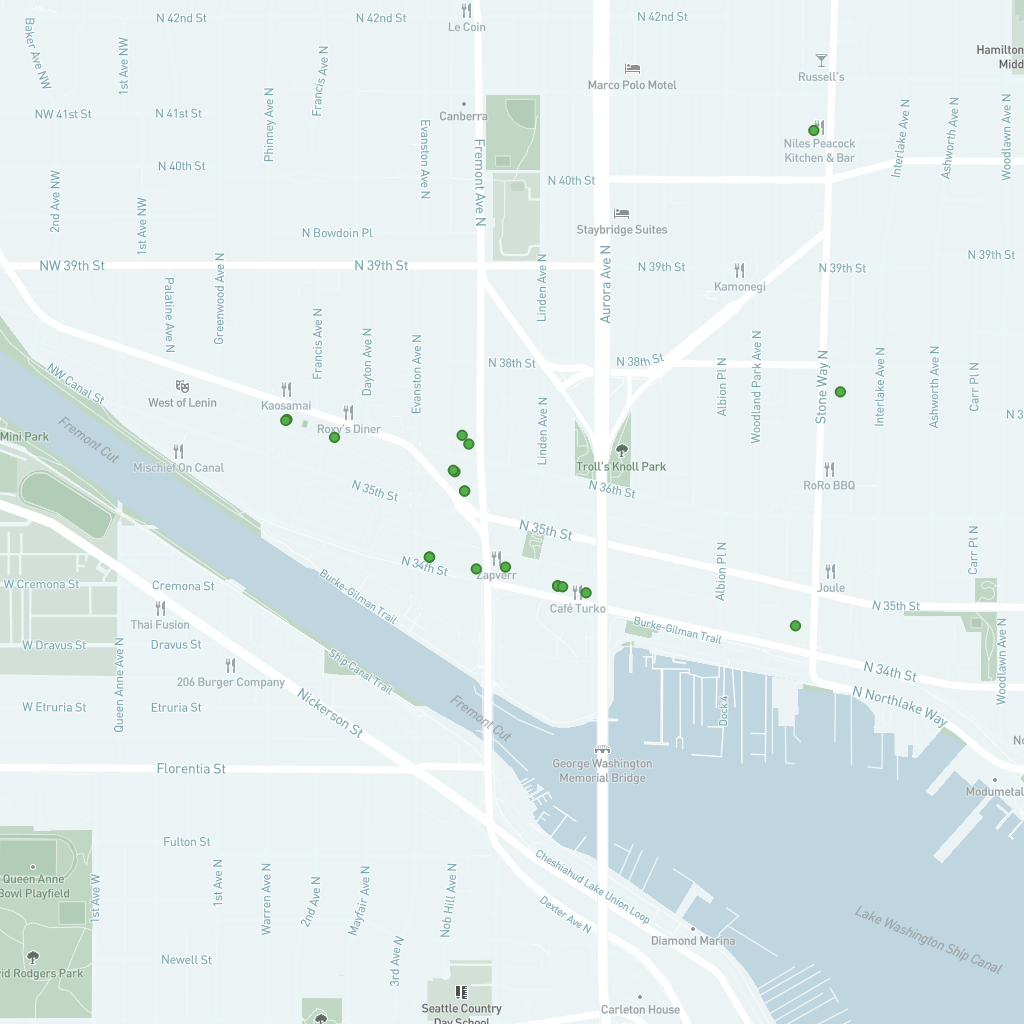 N 42nd St
Le Coin
N 42nd St
Baker Ave NW
1st Ave NW
Francis Ave N
Russell's
Hamilton
Midd
Marco Polo Motel
NW 41st St
N 41st St
Phinney Ave N
Canberra
Evanston Ave N
Fremont Ave N
Niles Peacock
Kitchen & Bar
Interlake Ave N
Ashworth Ave N
Woodlawn Ave N
N 40th St
N 40th St
2nd Ave NW
1st Ave NW
N Bowdoin Pl
Staybridge Suites
NW 39th St
N 39th St
N 39th St
N 39th St
N 39th St
Palatine Ave N
Greenwood Ave N
Linden Ave N
Aurora Ave N
Kamonegi
Francis Ave N
Dayton Ave N
Evanston Ave N
N 38th St
N 38th St
Albion Pl N
Woodland Park Ave N
Stone Way N
Interlake Ave N
Ashworth Ave N
Carr Pl N
NW Canal St
West of Lenin
Kaosamai
Roxy's Diner
Linden Ave N
Mini Park
Fremont Cut
Mischief On Canal
Troll's Knoll Park
RoRo BBQ
N 35th St
N 36th St
N 35th St
N 34th St
Zapverr
Albion Pl N
Carr Pl N
W Cremona St
Cremona St
Burke-Gilman Trail
Joule
Thai Fusion
Café Turko
N 35th St
Burke-Gilman Trail
W Dravus St
Dravus St
Queen Anne Ave N
206 Burger Company
Ship Canal Trail
N 34th St
Woodlawn Ave N
W Etruria St
Etruria St
Nickerson St
Fremont Cut
Dock 4
N Northlake Way
No
Florentia St
George Washington
Memorial Bridge
Modumetal
Fulton St
Queen Anne
Bowl Playfield
1st Ave W
1st Ave N
Warren Ave N
2nd Ave N
Mayfair Ave N
Nob Hill Ave N
Cheshiahud Lake Union Loop
Dexter Ave N
Lake Washington Ship Canal
Diamond Marina
Newell St
3rd Ave N
vid Rodgers Park
Seattle Country
Day School
Carleton House